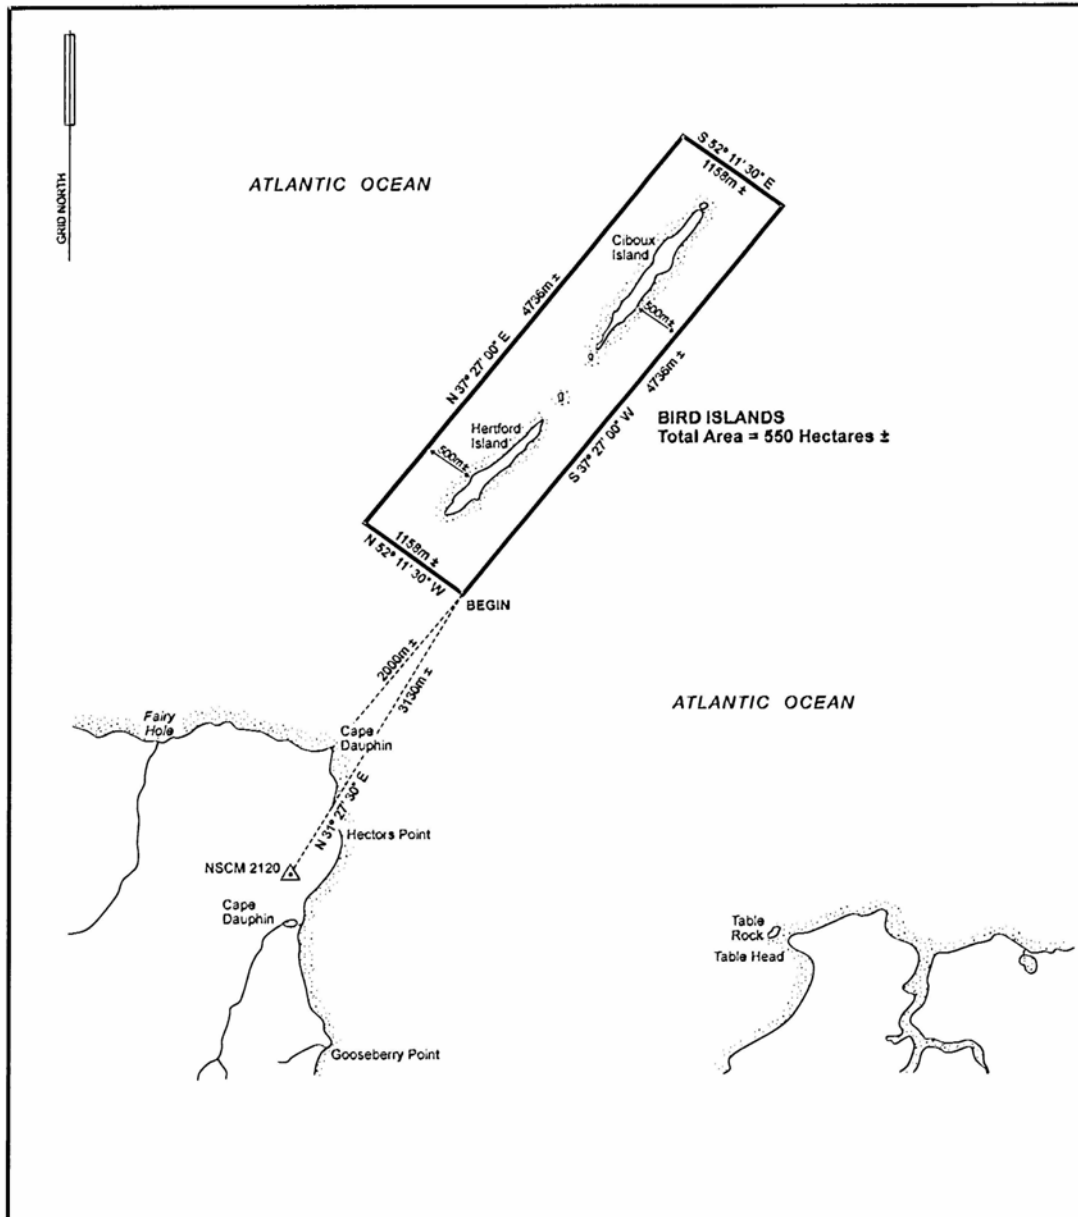 GRID NORTH
ATLANTIC OCEAN
S 52° 11' 30" E
1158m ±
Ciboux
Island
500m±
N 37° 27' 00" E
4736m ±
S 37° 27' 00" W
4736m ±
BIRD ISLANDS
Total Area = 550 Hectares ±
Hertford
Island
500m±
1158m ±
N 52° 11' 30" W
BEGIN
2000m ±
3130m ±
N 31° 27' 30" E
ATLANTIC OCEAN
Fairy
Hole
Cape
Dauphin
Hectors Point
NSCM 2120
Cape
Dauphin
Table
Rock
Table Head
Gooseberry Point